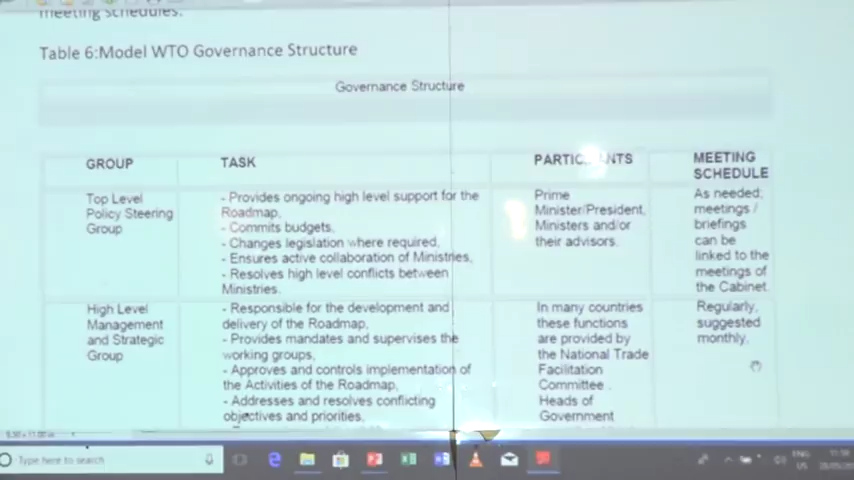 meeting schedules.
Table 6:Model WTO Governance Structure
Governance Structure
GROUP
TASK
PARTIC NTS
MEETING
SCHEDULE
Top Level
Policy Steering
Group
- Provides ongoing high level support for the
Roadmap,
- Commits budgets,
- Changes legislation where required,
- Ensures active collaboration of Ministries,
- Resolves high level conflicts between
Ministries.
Prime
Minister/President,
Ministers and/or
their advisors.
As needed;
meetings /
briefings
can be
linked to the
meetings of
the Cabinet.
High Level
Management
and Strategic
Group
- Responsible for the development and
delivery of the Roadmap,
- Provides mandates and supervises the
working groups,
- Approves and controls implementation of
the Activities of the Roadmap,
- Addresses and resolves conflicting
objectives and priorities,
In many countries
these functions
are provided by
the National Trade
Facilitation
Committee .
Heads of
Government
Regularly,
suggested
monthly.
Type here to search
ENG
US